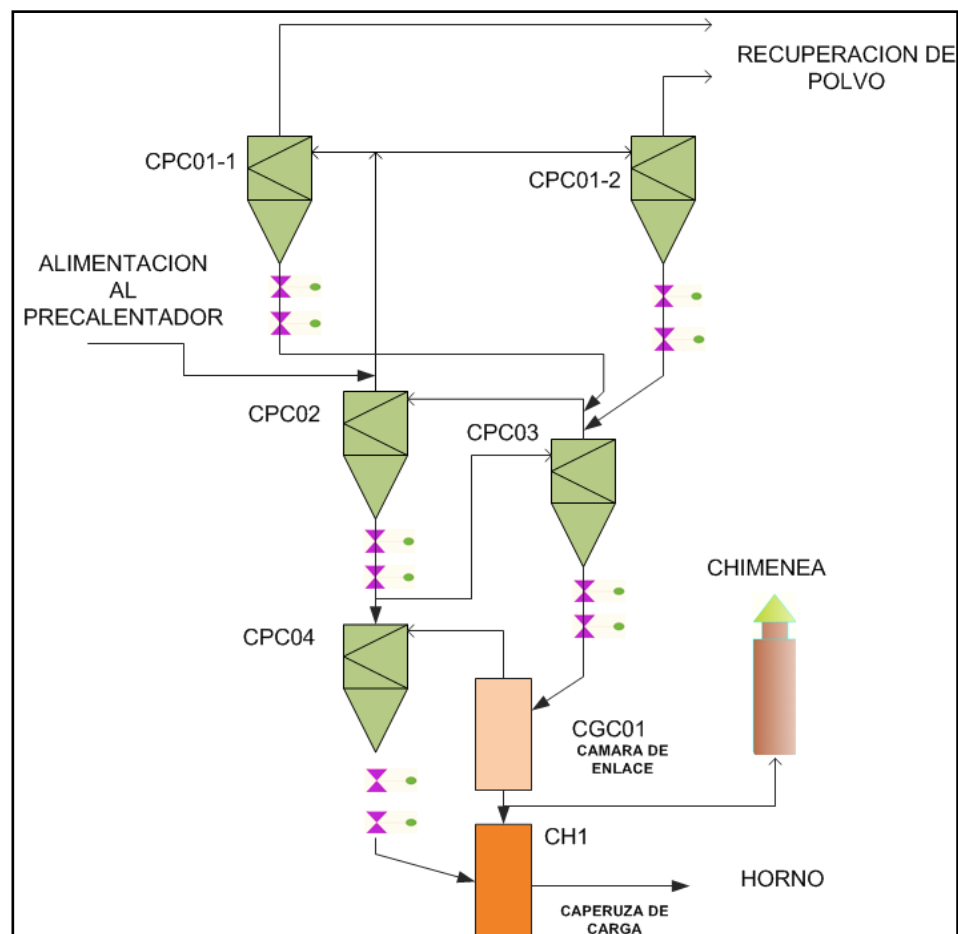 RECUPERACION DE
POLVO
CPC01-1
CPC01-2
ALIMENTACION
AL
PRECALENTADOR
CPC02
CPC03
CHIMENEA
CPC04
CGC01
CAMARA DE
ENLACE
CH1
HORNO
CAPERUZA DE
CARGA